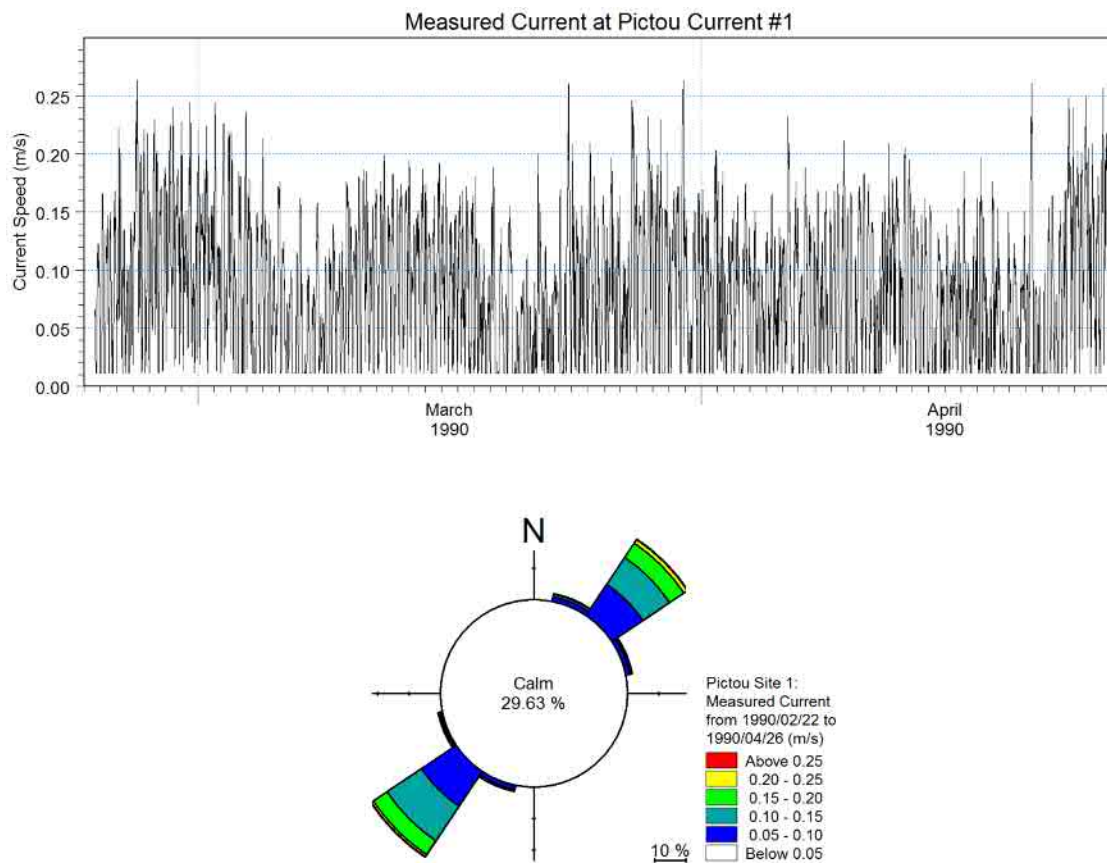 Measured Current at Pictou Current #1
Current Speed (m/s)
0.25
0.20
0.15
0.10
0.05
0.00
March
1990
April
1990
N
Calm
29.63 %
Pictou Site 1:
Measured Current
from 1990/02/22 to
1990/04/26 (m/s)
Above 0.25
0.20 - 0.25
0.15 - 0.20
0.10 - 0.15
0.05 - 0.10
Below 0.05
10 %